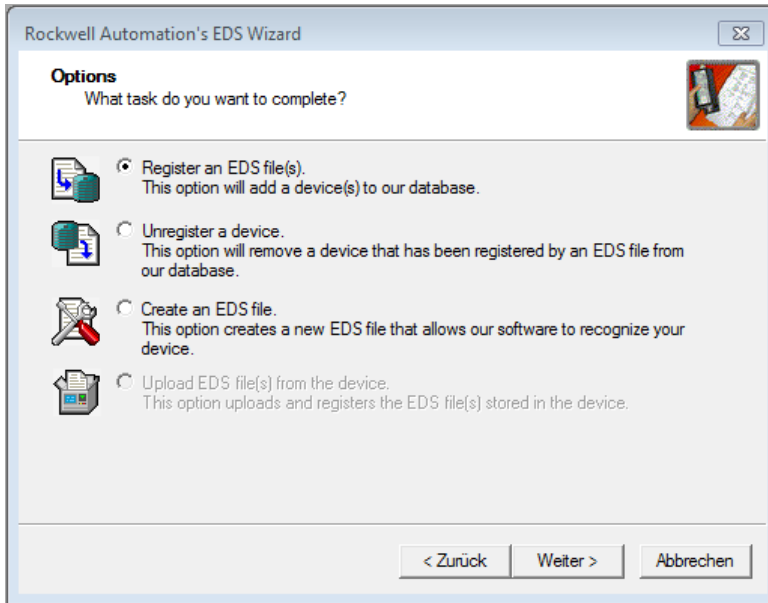 Rockwell Automation's EDS Wizard
Options
What task do you want to complete?
Register an EDS file(s).
This option will add a device(s) to our database.
Unregister a device.
This option will remove a device that has been registered by an EDS file from
our database.
Create an EDS file.
This option creates a new EDS file that allows our software to recognize your
device.
Upload EDS file(s) from the device.
This option uploads and registers the EDS file(s) stored in the device.
< Zurück
Weiter >
Abbrechen